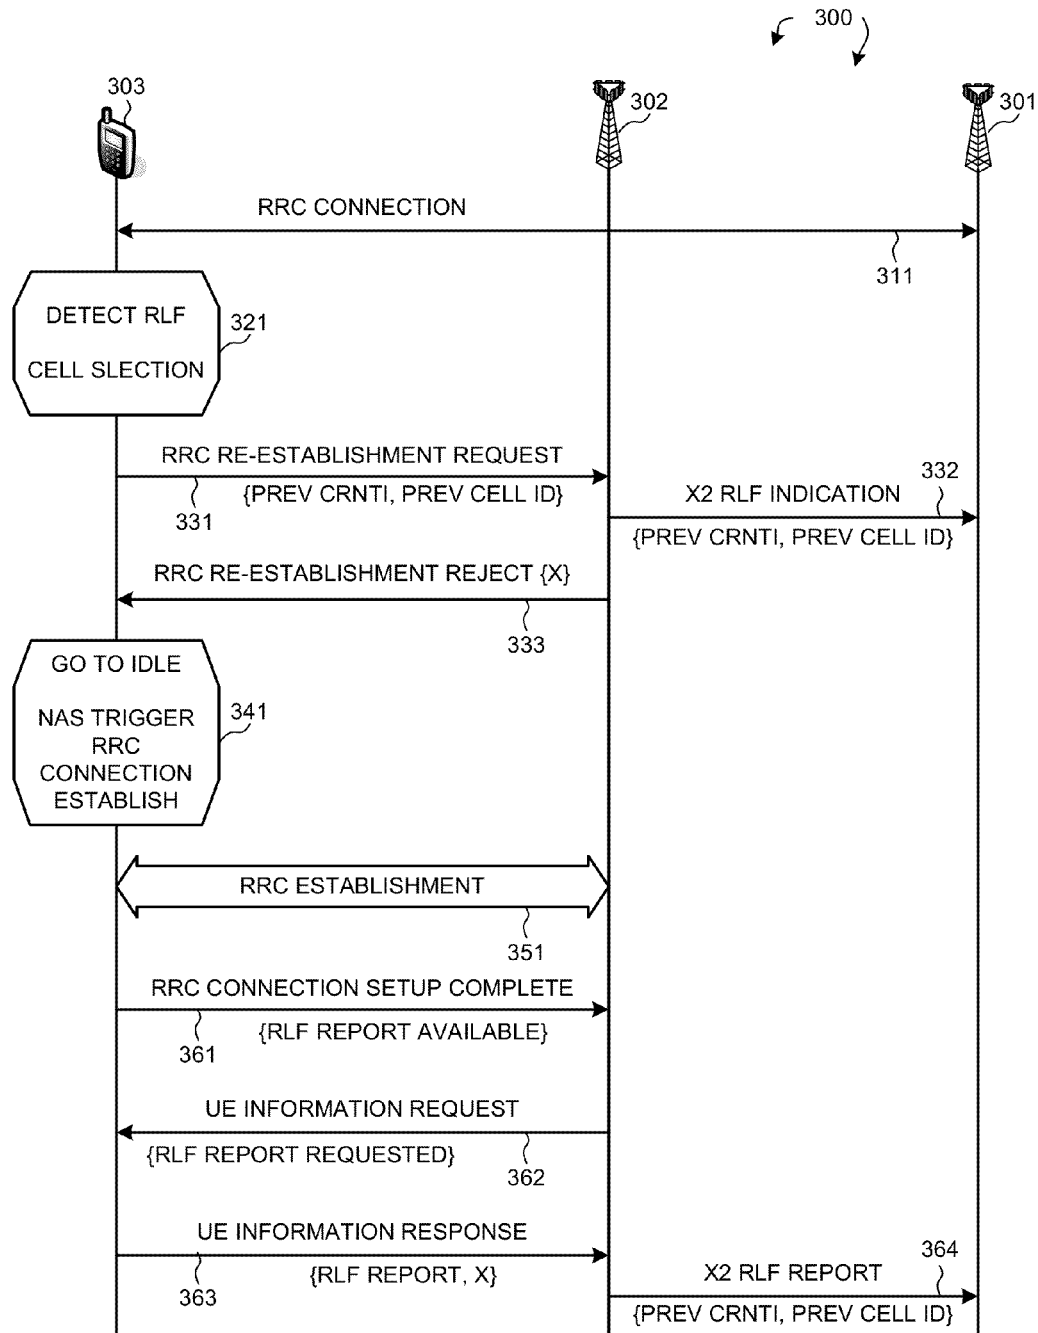 300
303
302
301
RRC CONNECTION
311
DETECT RLF
CELL SLECTION
321
RRC RE-ESTABLISHMENT REQUEST
{PREV CRNTI, PREV CELL ID}
331
X2 RLF INDICATION
332
{PREV CRNTI, PREV CELL ID}
RRC RE-ESTABLISHMENT REJECT {X}
333
GO TO IDLE
NAS TRIGGER
RRC
CONNECTION
ESTABLISH
341
RRC ESTABLISHMENT
351
RRC CONNECTION SETUP COMPLETE
{RLF REPORT AVAILABLE}
361
UE INFORMATION REQUEST
{RLF REPORT REQUESTED}
362
UE INFORMATION RESPONSE
{RLF REPORT, X}
363
X2 RLF REPORT
364
{PREV CRNTI, PREV CELL ID}